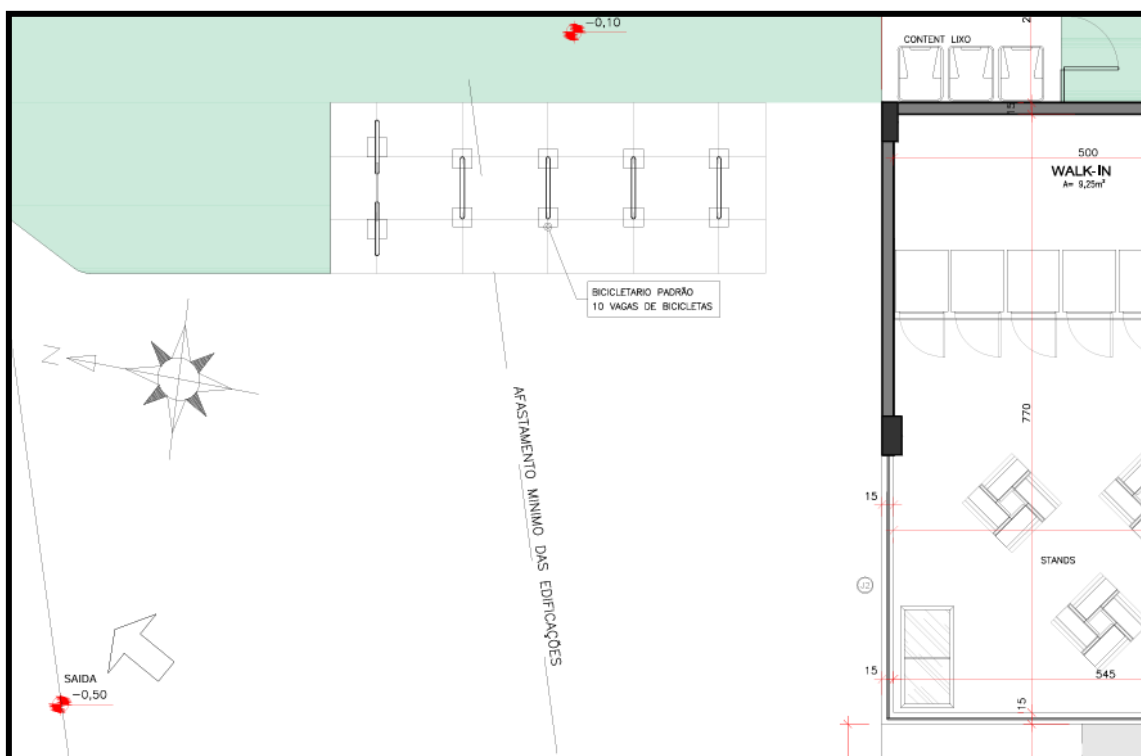 -0,10
CONTENT LIXO
15
500
WALK-IN
A= 9,25m²
BICICLETARIO PADRÃO
10 VAGAS DE BICICLETAS
N
AFASTAMENTO MINIMO DAS EDIFICAÇÕES
770
15
STANDS
J2
SAIDA
-0,50
15
545
15